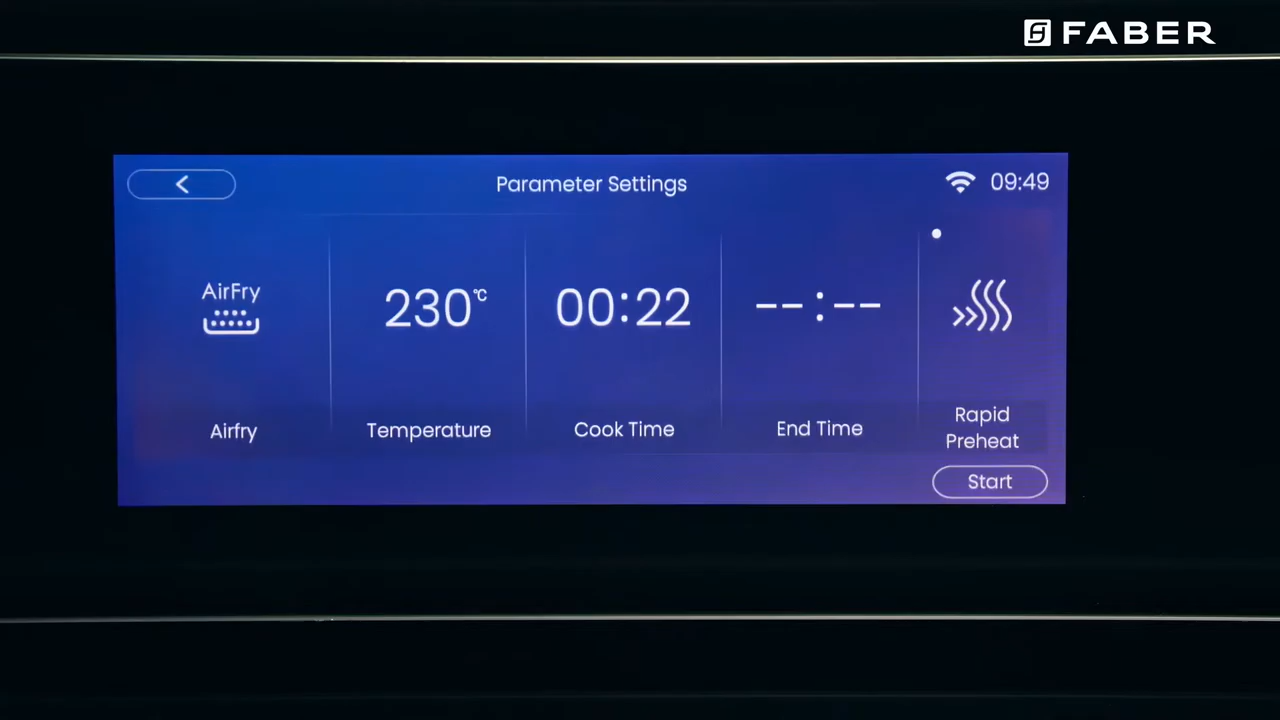 FABER
Parameter Settings
09:49
AirFry
230°C
00:22
--:--
Airfry
Temperature
Cook Time
End Time
Rapid
Preheat
Start